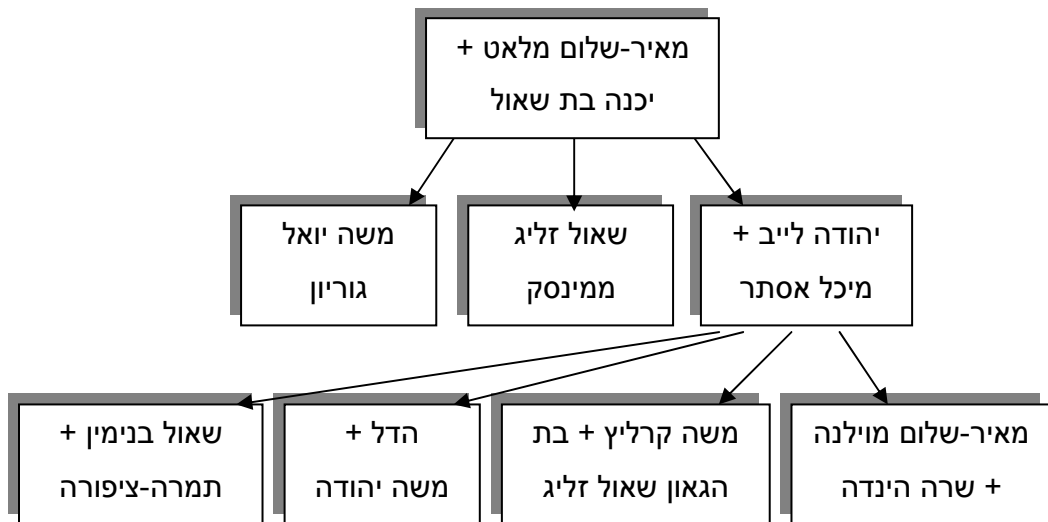 מאיר-שלום מלאט +
יכנה בת שאול
יהודה לייב +
מיכל אסתר
שאול זליג
ממינסק
משה יואל
גוריון
מאיר-שלום מוילנה
+ שרה הינדה
משה קרליץ + בת
הגאון שאול זליג
הדל +
משה יהודה
שאול בנימין +
תמרה-ציפורה